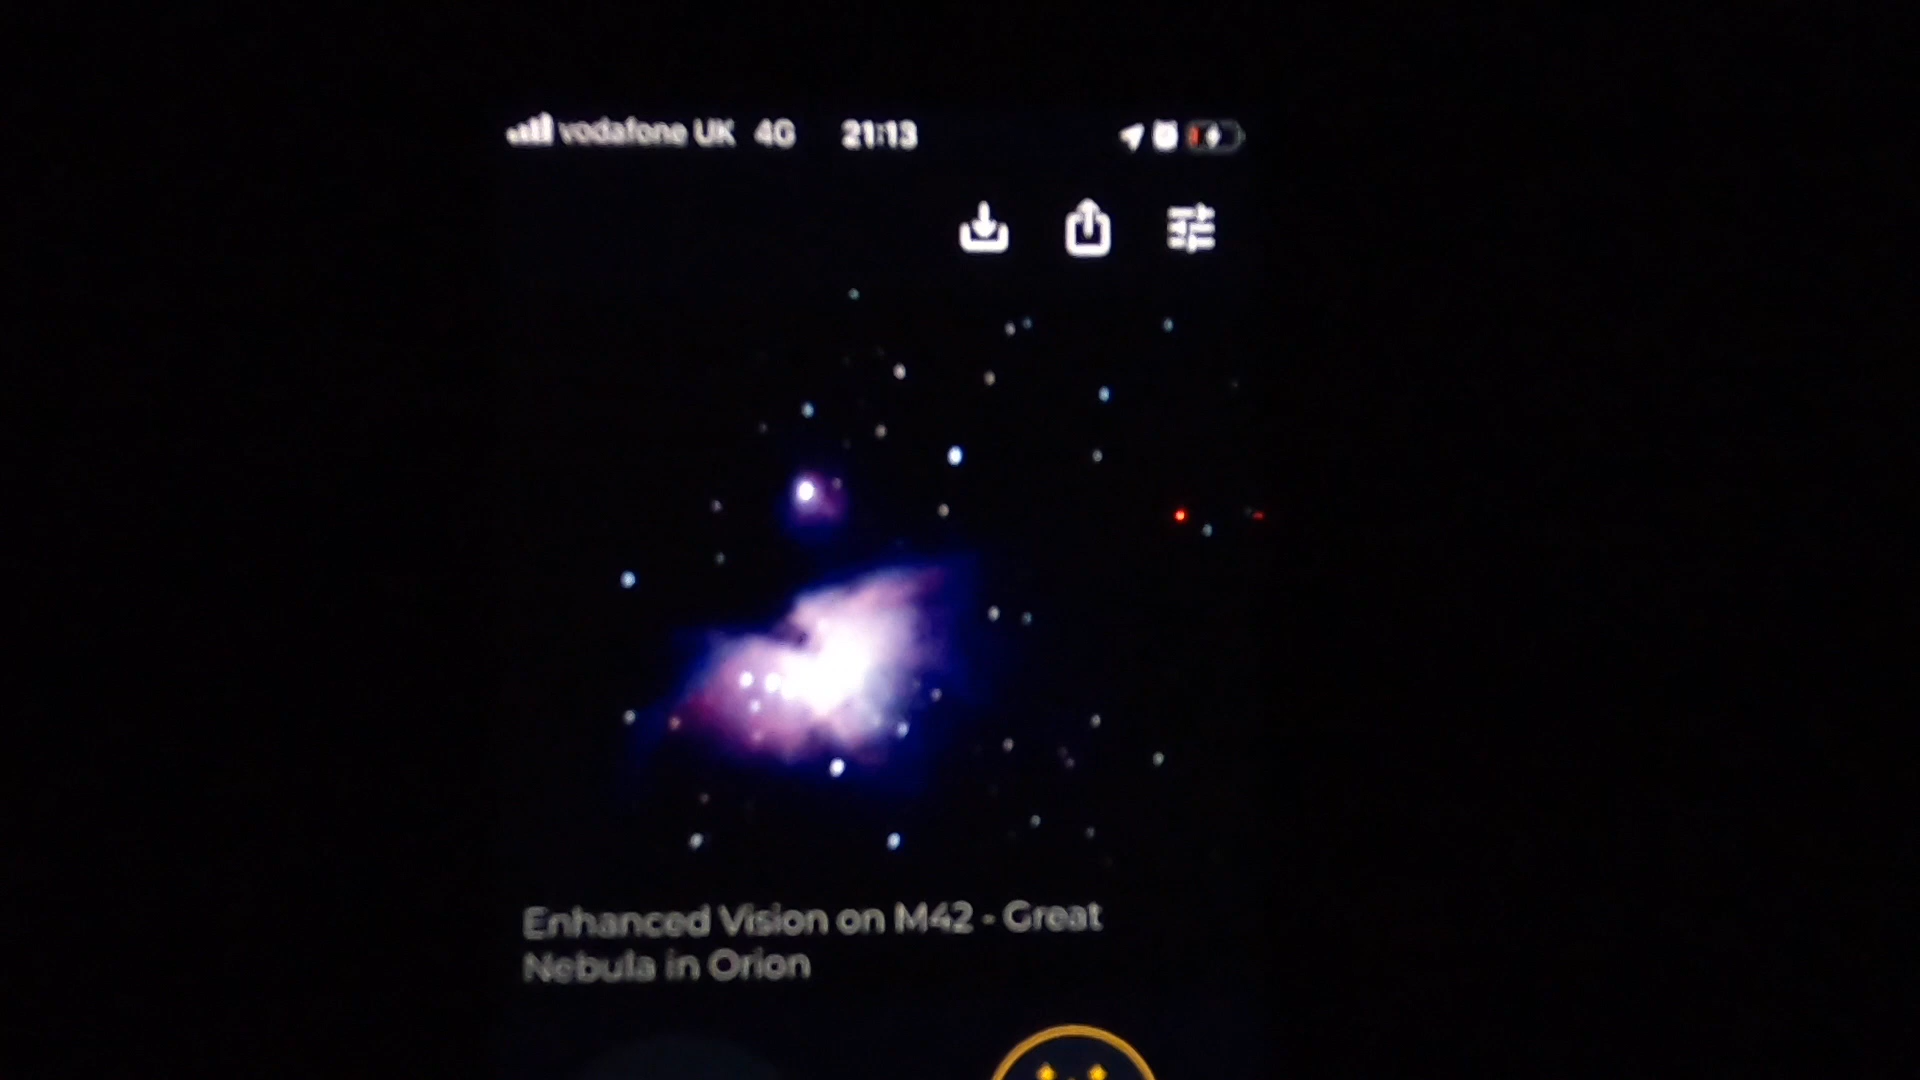 vodafone UK 4G 21:13
Enhanced Vision on M42 - Great
Nebula in Orion